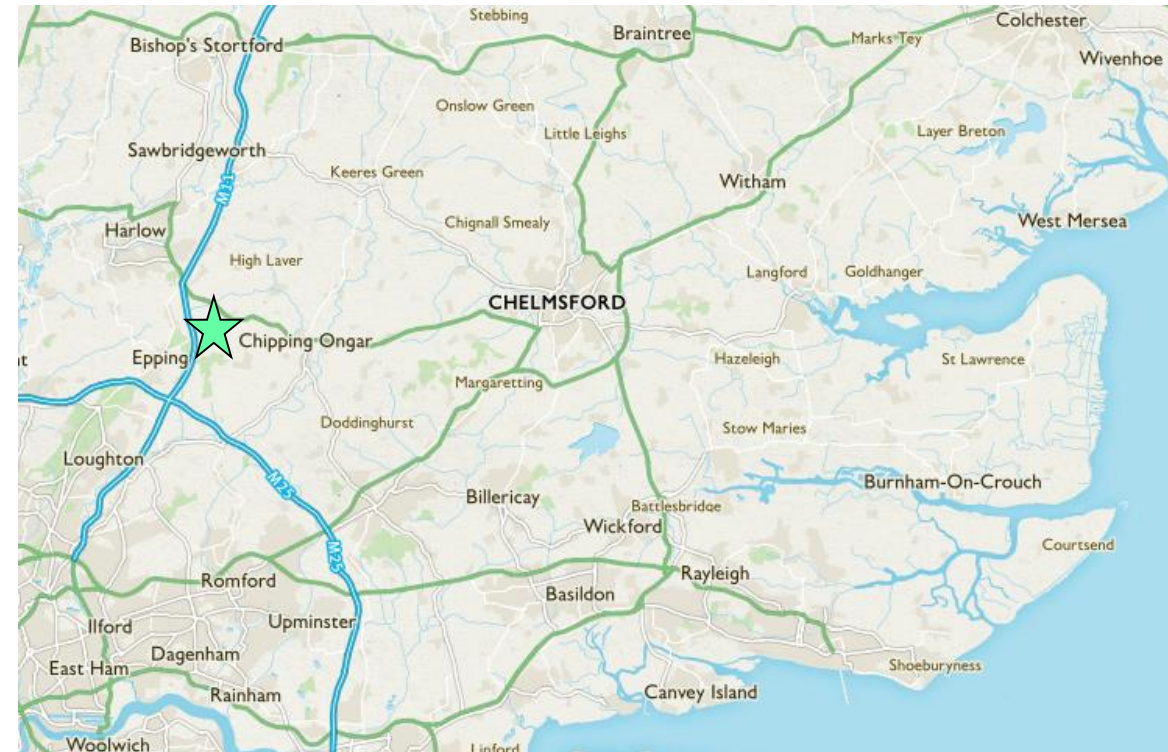 Stebbing
Colchester
Braintree
Marks Tey
Bishop's Stortford
Wivenhoe
Onslow Green
Little Leighs
Layer Breton
Sawbridgeworth
Keeres Green
Witham
M11
Harlow
Chignall Smealy
West Mersea
High Laver
Langford
Goldhanger
CHELMSFORD
Chipping Ongar
Epping
Hazeleigh
St Lawrence
nt
Margaretting
Doddinghurst
Stow Maries
Loughton
M25
Burnham-On-Crouch
Billericay
Battlesbridge
Wickford
Courtsend
M25
Romford
Rayleigh
Basildon
Ilford
Upminster
Dagenham
East Ham
Shoeburyness
Rainham
Canvey Island
Woolwich
Linford